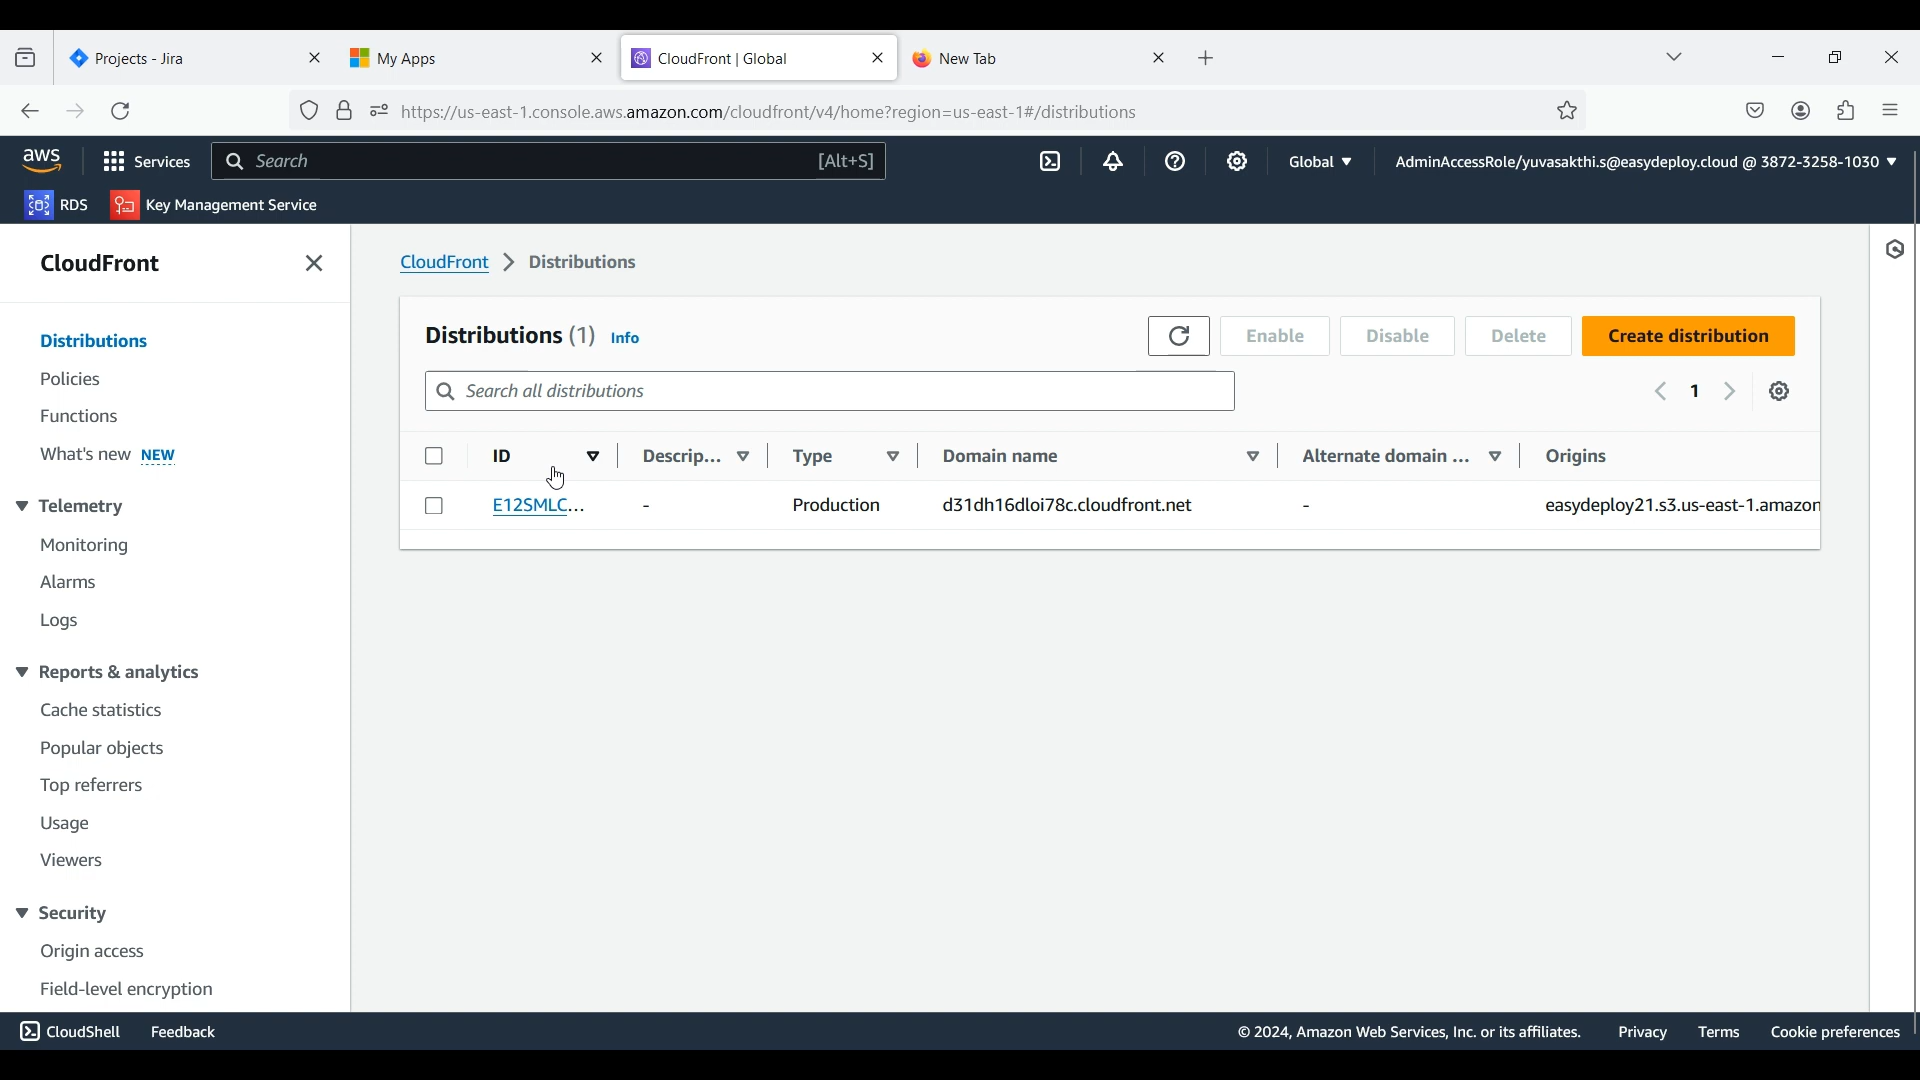 Projects - Jira
My Apps
CloudFront | Global
New Tab
https://us-east-1.console.aws.amazon.com/cloudfront/v4/home?region=us-east-1#/distributions
aws
Services
Search
[Alt+S]
Global
AdminAccessRole/yuvasakthi.s@easydeploy.cloud @ 3872-3258-1030
RDS
Key Management Service
CloudFront
Distributions
Policies
Functions
What's new NEW
Telemetry
Monitoring
Alarms
Logs
Reports & analytics
Cache statistics
Popular objects
Top referrers
Usage
Viewers
Security
Origin access
Field-level encryption
CloudFront
Distributions
Distributions (1) Info
Enable
Disable
Delete
Create distribution
Search all distributions
1
ID
Descrip...
Type
Domain name
Alternate domain ...
Origins
E12SMLC...
-
Production
d31dh16dloi78c.cloudfront.net
-
easydeploy21.s3.us-east-1.amazon
CloudShell
Feedback
© 2024, Amazon Web Services, Inc. or its affiliates.
Privacy
Terms
Cookie preferences